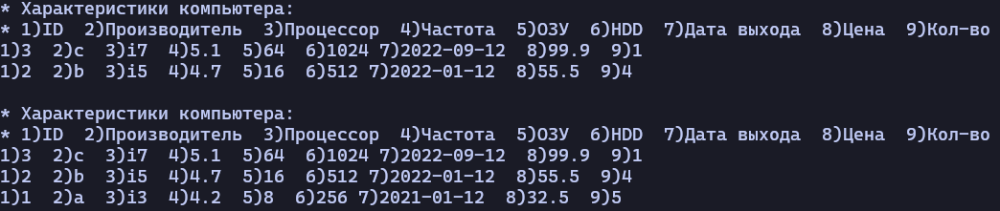 * Характеристики компьютера:
* 1)ID  2)Производитель  3)Процессор  4)Частота  5)ОЗУ  6)HDD  7)Дата выхода  8)Цена  9)Кол-во
1)3  2)c  3)i7  4)5.1  5)64  6)1024 7)2022-09-12  8)99.9  9)1
1)2  2)b  3)i5  4)4.7  5)16  6)512 7)2022-01-12  8)55.5  9)4

* Характеристики компьютера:
* 1)ID  2)Производитель  3)Процессор  4)Частота  5)ОЗУ  6)HDD  7)Дата выхода  8)Цена  9)Кол-во
1)3  2)c  3)i7  4)5.1  5)64  6)1024 7)2022-09-12  8)99.9  9)1
1)2  2)b  3)i5  4)4.7  5)16  6)512 7)2022-01-12  8)55.5  9)4
1)1  2)a  3)i3  4)4.2  5)8  6)256 7)2021-01-12  8)32.5  9)5